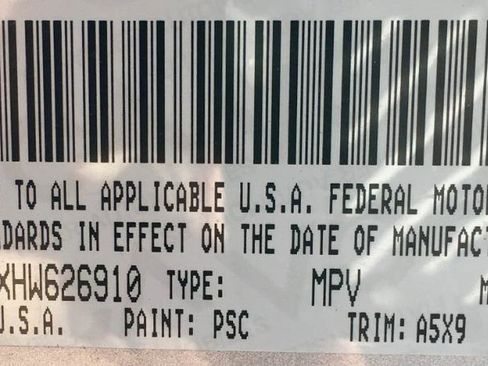 TO ALL APPLICABLE U.S.A. FEDERAL MOTO
DARDS IN EFFECT ON THE DATE OF MANUFACT
XHW626910 TYPE: MPV M
U.S.A. PAINT: PSC TRIM: A5X9